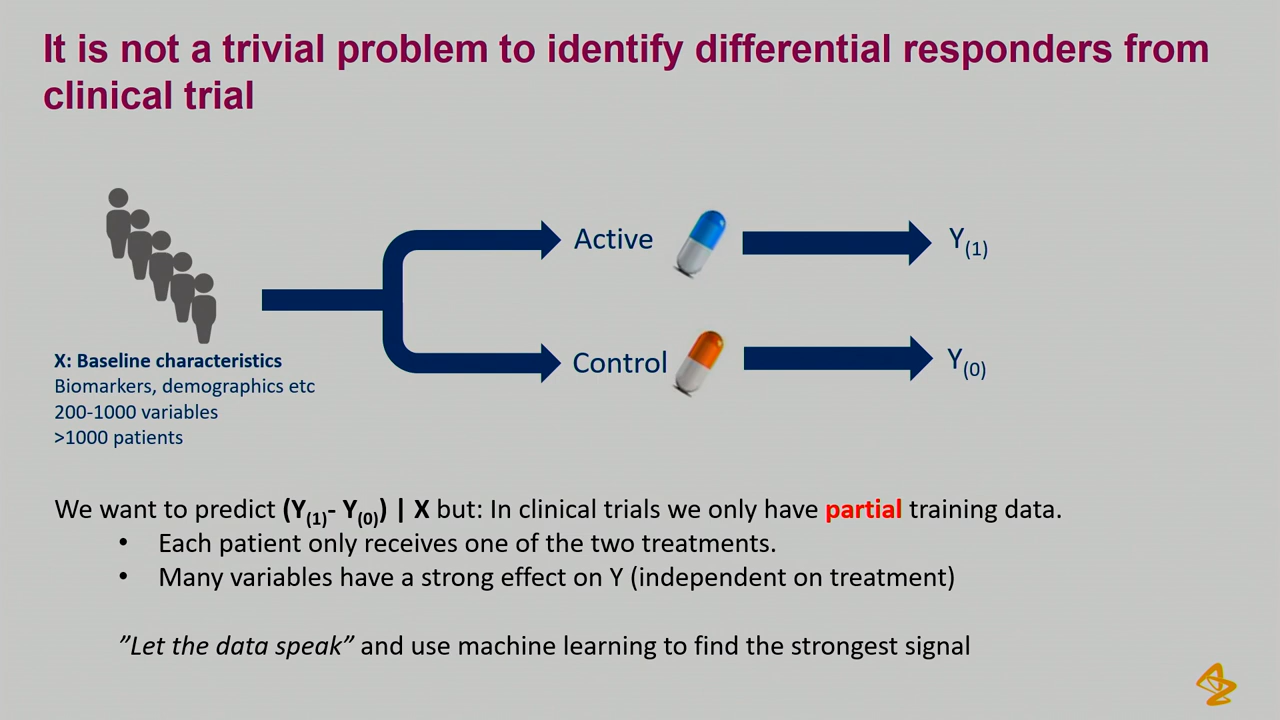 It is not a trivial problem to identify differential responders from
clinical trial
Active
Y(1)
Control
Y(0)
X: Baseline characteristics
Biomarkers, demographics etc
200-1000 variables
>1000 patients
We want to predict (Y(1)- Y(0)) | X but: In clinical trials we only have partial training data.
• Each patient only receives one of the two treatments.
• Many variables have a strong effect on Y (independent on treatment)
”Let the data speak” and use machine learning to find the strongest signal